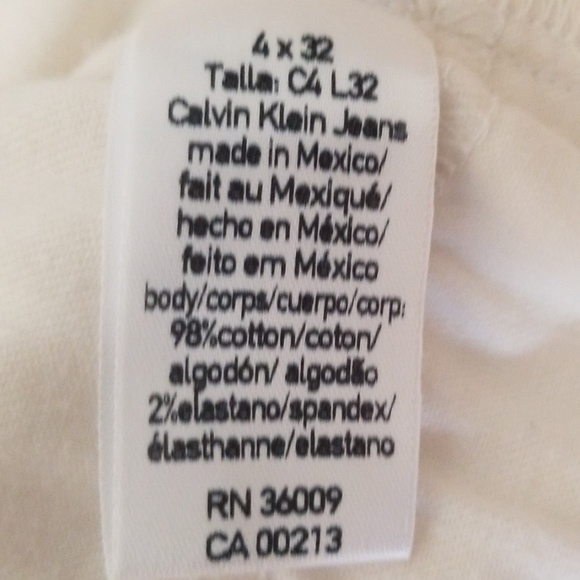 4 x 32
Talla: C4 L32
Calvin Klein Jeans
made in Mexico/
fait au Mexiqué/
hecho en México/
feito em México
body/corps/cuerpo/corp:
98%cotton/coton/
algodón/ algodão
2%elastano/spandex/
élasthanne/elastano
RN 36009
CA 00213